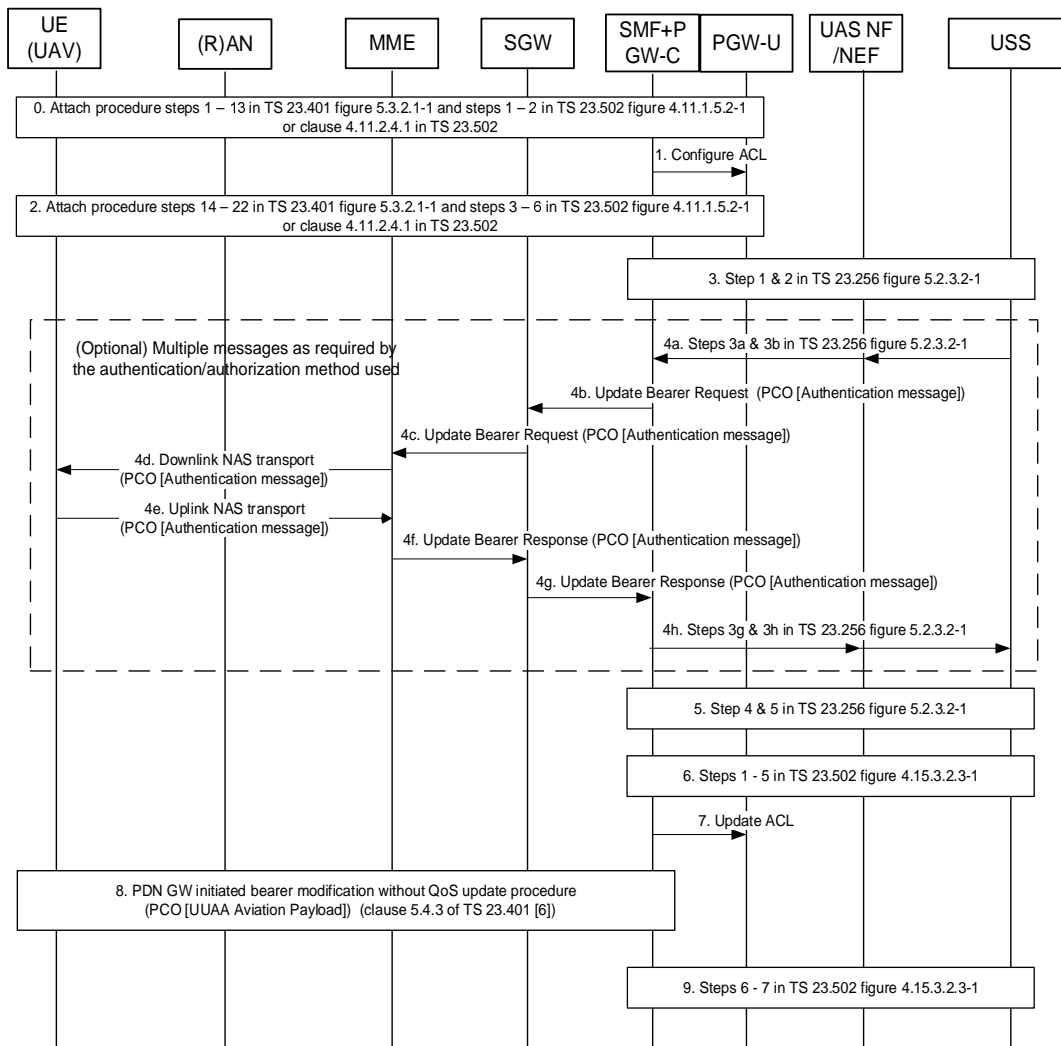 UE
(UAV)
(R)AN
MME
SGW
SMF+P
GW-C
PGW-U
UAS NF
/NEF
USS
0. Attach procedure steps 1 – 13 in TS 23.401 figure 5.3.2.1-1 and steps 1 – 2 in TS 23.502 figure 4.11.1.5.2-1
or clause 4.11.2.4.1 in TS 23.502
1. Configure ACL
2. Attach procedure steps 14 – 22 in TS 23.401 figure 5.3.2.1-1 and steps 3 – 6 in TS 23.502 figure 4.11.1.5.2-1
or clause 4.11.2.4.1 in TS 23.502
3. Step 1 & 2 in TS 23.256 figure 5.2.3.2-1
(Optional) Multiple messages as required by
the authentication/authorization method used
4a. Steps 3a & 3b in TS 23.256 figure 5.2.3.2-1
4b. Update Bearer Request  (PCO [Authentication message])
4c. Update Bearer Request (PCO [Authentication message])
4d. Downlink NAS transport
(PCO [Authentication message])
4e. Uplink NAS transport
(PCO [Authentication message])
4f. Update Bearer Response (PCO [Authentication message])
4g. Update Bearer Response (PCO [Authentication message])
4h. Steps 3g & 3h in TS 23.256 figure 5.2.3.2-1
5. Step 4 & 5 in TS 23.256 figure 5.2.3.2-1
6. Steps 1 - 5 in TS 23.502 figure 4.15.3.2.3-1
7. Update ACL
8. PDN GW initiated bearer modification without QoS update procedure
(PCO [UUAA Aviation Payload])  (clause 5.4.3 of TS 23.401 [6])
9. Steps 6 - 7 in TS 23.502 figure 4.15.3.2.3-1